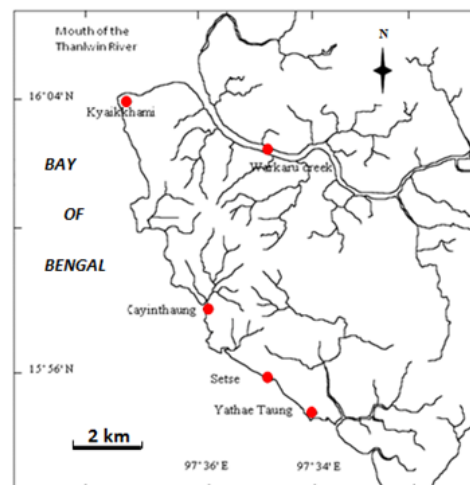 Mouth of the
Thanlwin River
N
16°04'N
Kyaikkhami
BAY
Warkaru creek
OF
BENGAL
Kayinthaung
15°56'N
Setse
Yathae Taung
2 km
97°36' E
97°34' E